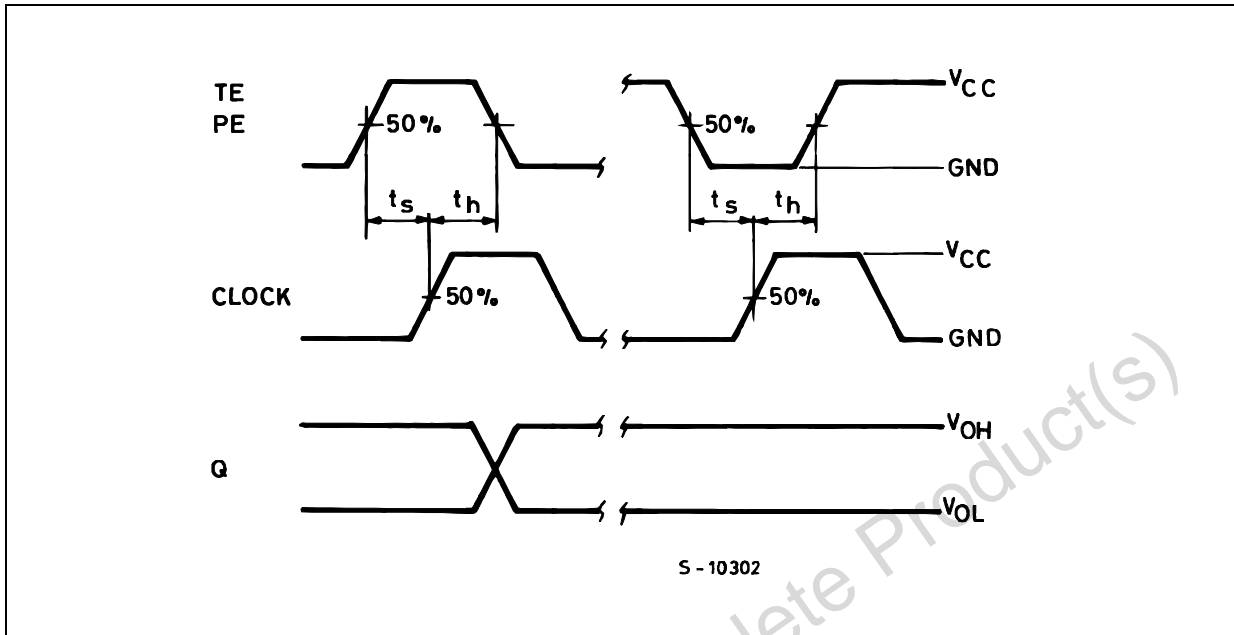 TE
PE
50%
50%
VCC
GND
ts
th
ts
th
CLOCK
50%
50%
VCC
GND
Q
VOH
VOL
S-10302
lete Product(s)